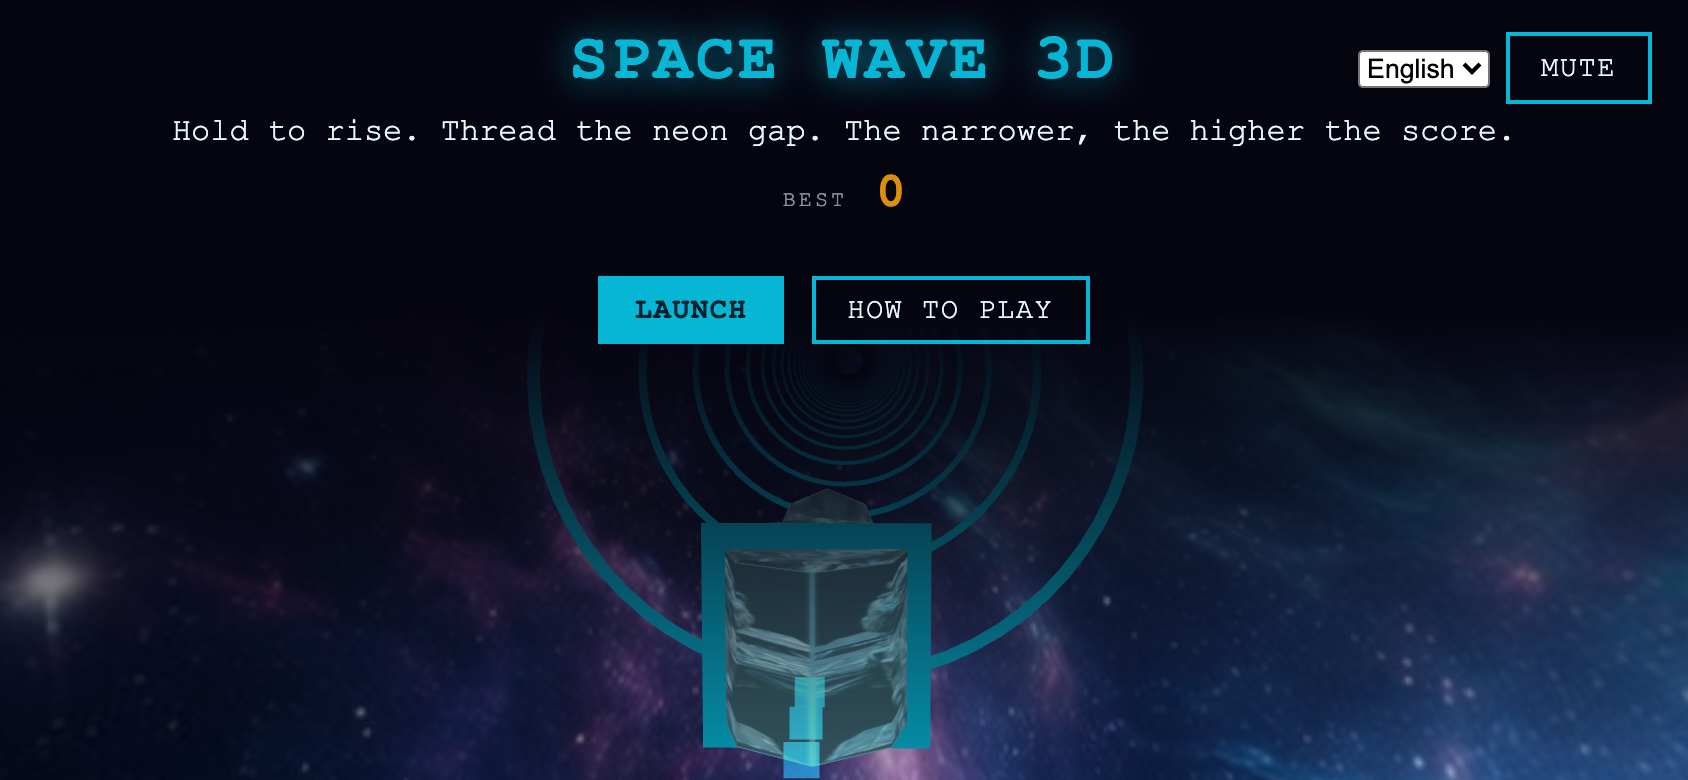 SPACE WAVE 3D
English
MUTE
Hold to rise. Thread the neon gap. The narrower, the higher the score.
BEST 0
LAUNCH
HOW TO PLAY